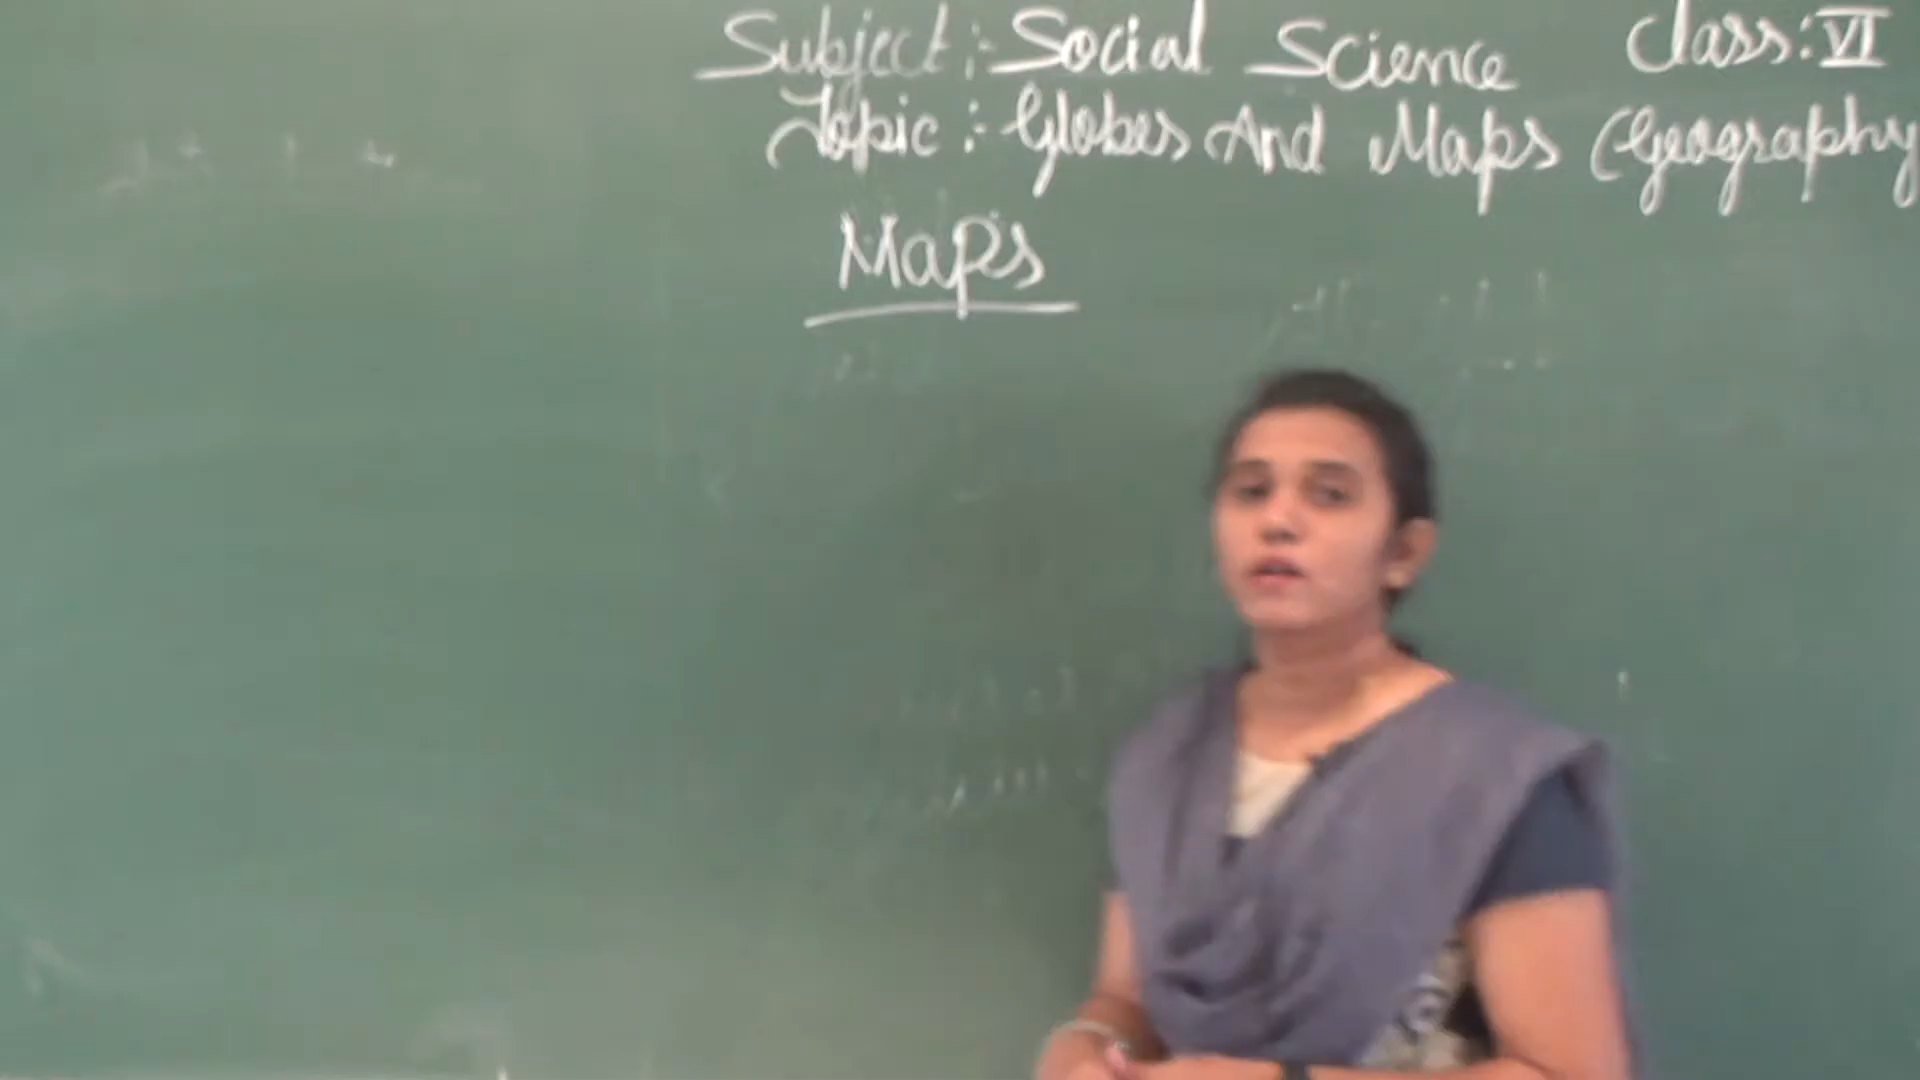 Subject :- Social Science Class : VI
Topic :- Globes And Maps (Geography
Maps